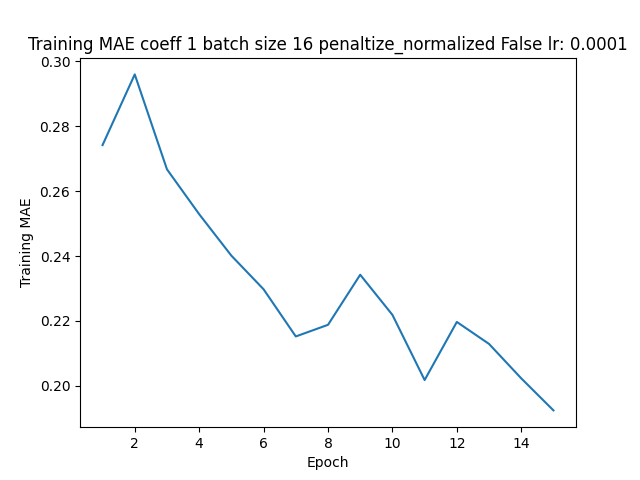 Training MAE coeff 1 batch size 16 penaltize_normalized False lr: 0.0001
0.30
0.28
0.26
0.24
0.22
0.20
Training MAE
2 4 6 8 10 12 14
Epoch